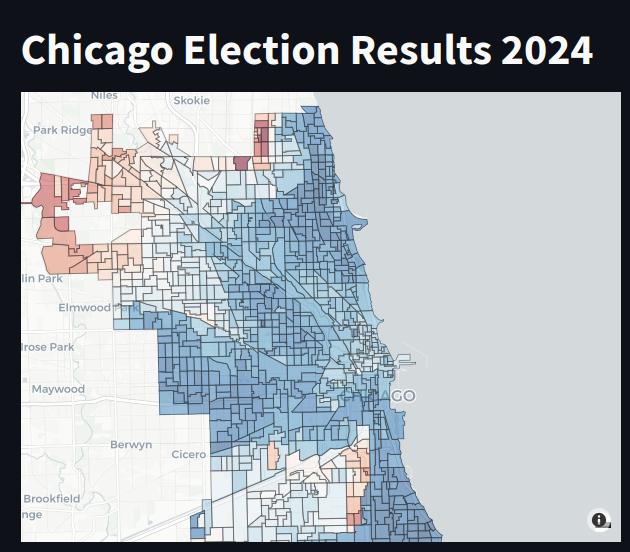 Chicago Election Results 2024
Niles
Skokie
Park Ridge
lin Park
Elmwood Park
lrose Park
Maywood
CHICAGO
Berwyn
Cicero
Brookfield
nge